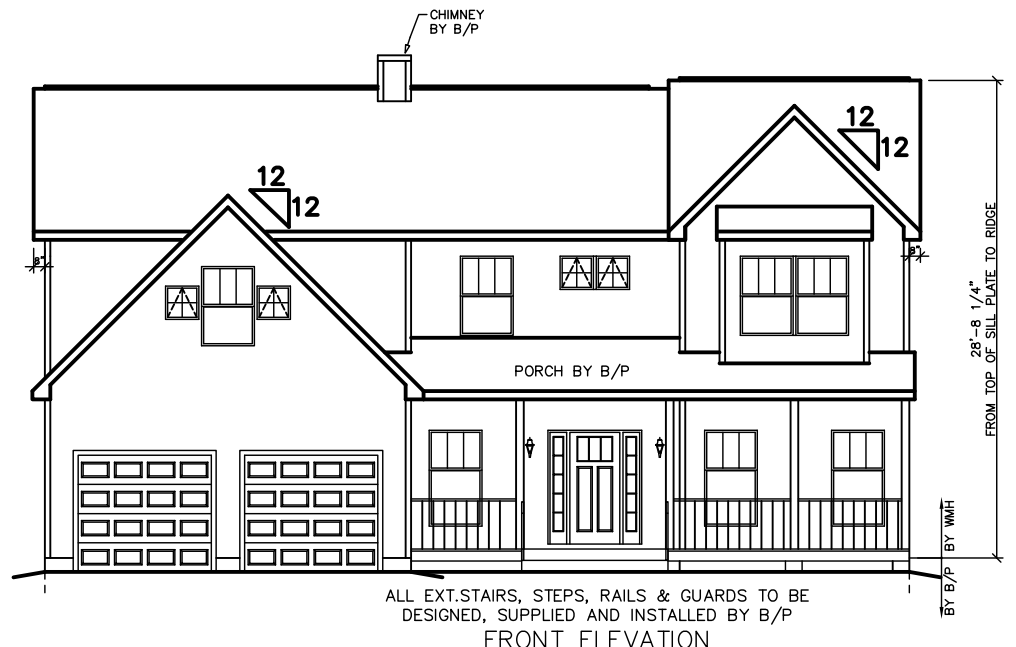 CHIMNEY
BY B/P
12
12
12
12
8"
8"
28'-8 1/4"
FROM TOP OF SILL PLATE TO RIDGE
PORCH BY B/P
BY WMH
BY B/P
ALL EXT.STAIRS, STEPS, RAILS & GUARDS TO BE
DESIGNED, SUPPLIED AND INSTALLED BY B/P
FRONT ELEVATION